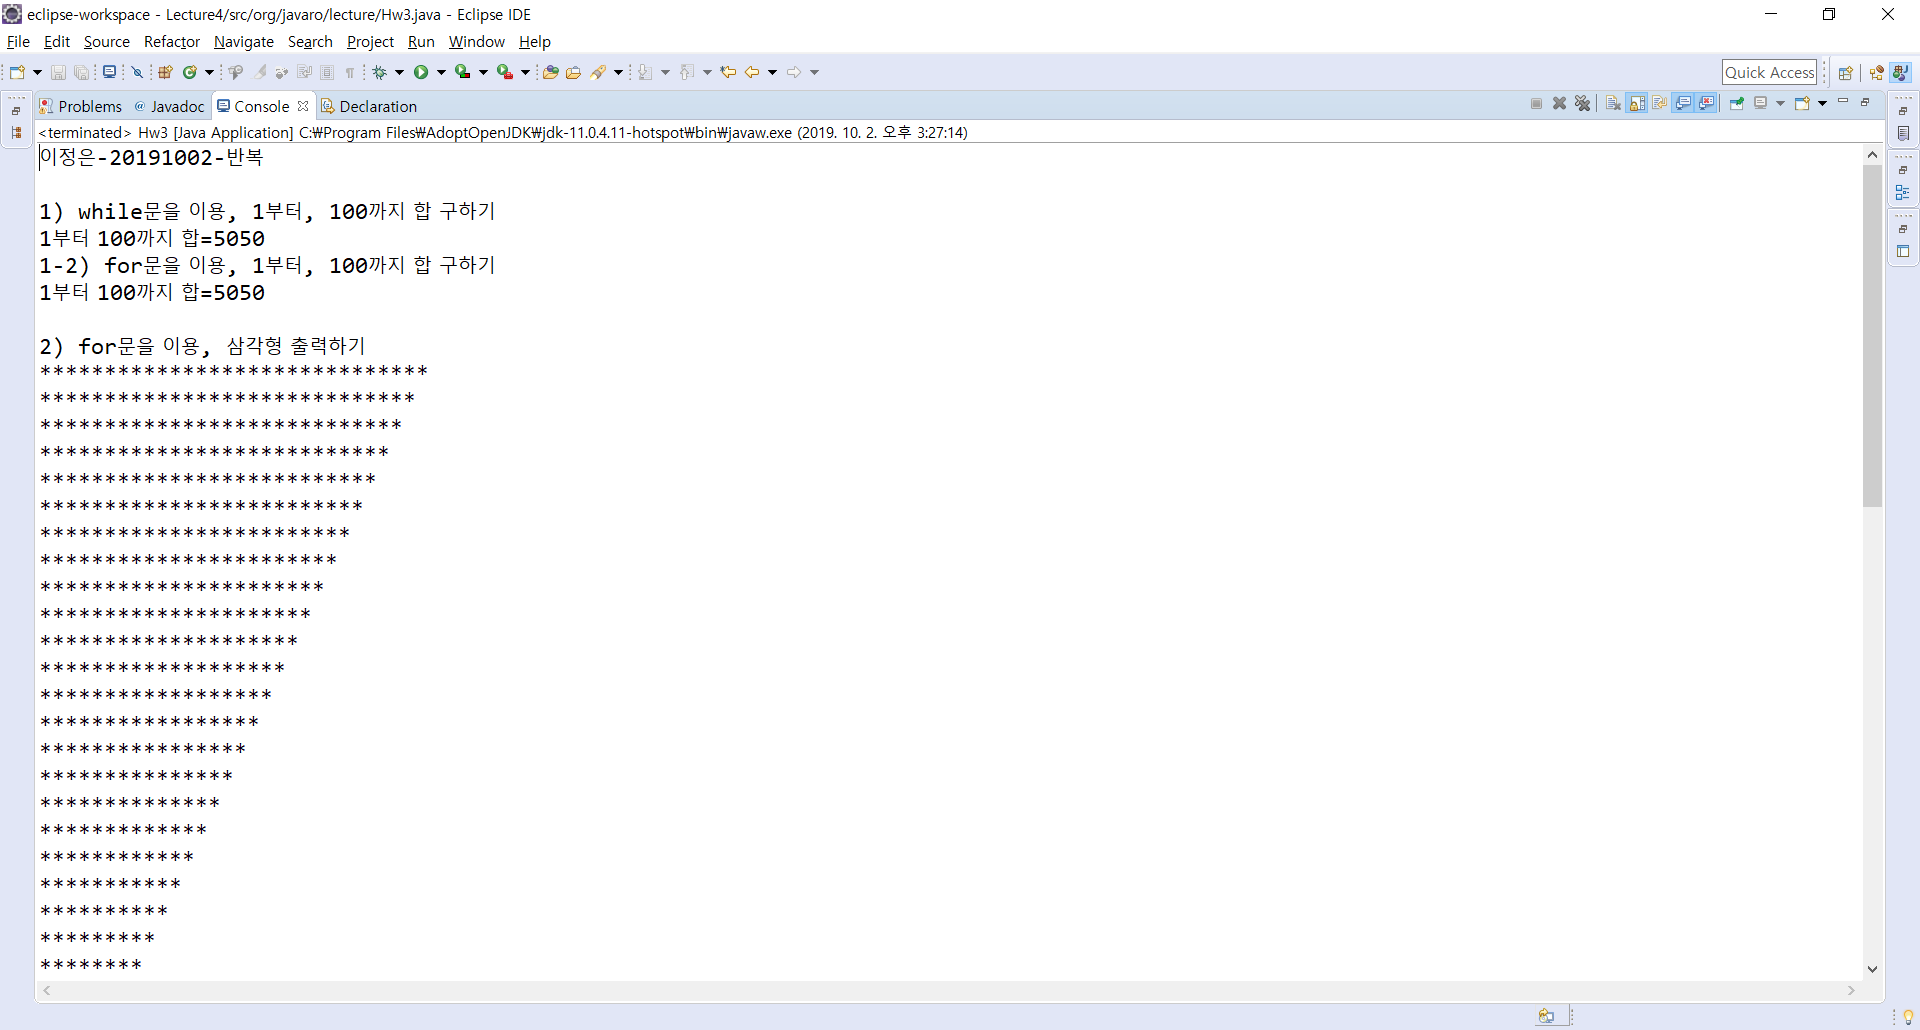 eclipse-workspace - Lecture4/src/org/javaro/lecture/Hw3.java - Eclipse IDE
File Edit Source Refactor Navigate Search Project Run Window Help
Quick Access
Problems @ Javadoc Console Declaration
<terminated> Hw3 [Java Application] C:₩Program Files₩AdoptOpenJDK₩jdk-11.0.4.11-hotspot₩bin₩javaw.exe (2019. 10. 2. 오후 3:27:14)
이정은-20191002-반복
1) while문을 이용, 1부터, 100까지 합 구하기
1부터 100까지 합=5050
1-2) for문을 이용, 1부터, 100까지 합 구하기
1부터 100까지 합=5050
2) for문을 이용, 삼각형 출력하기
******************************
*****************************
****************************
***************************
**************************
*************************
************************
***********************
**********************
*********************
********************
*******************
******************
*****************
****************
***************
**************
*************
************
***********
**********
*********
********